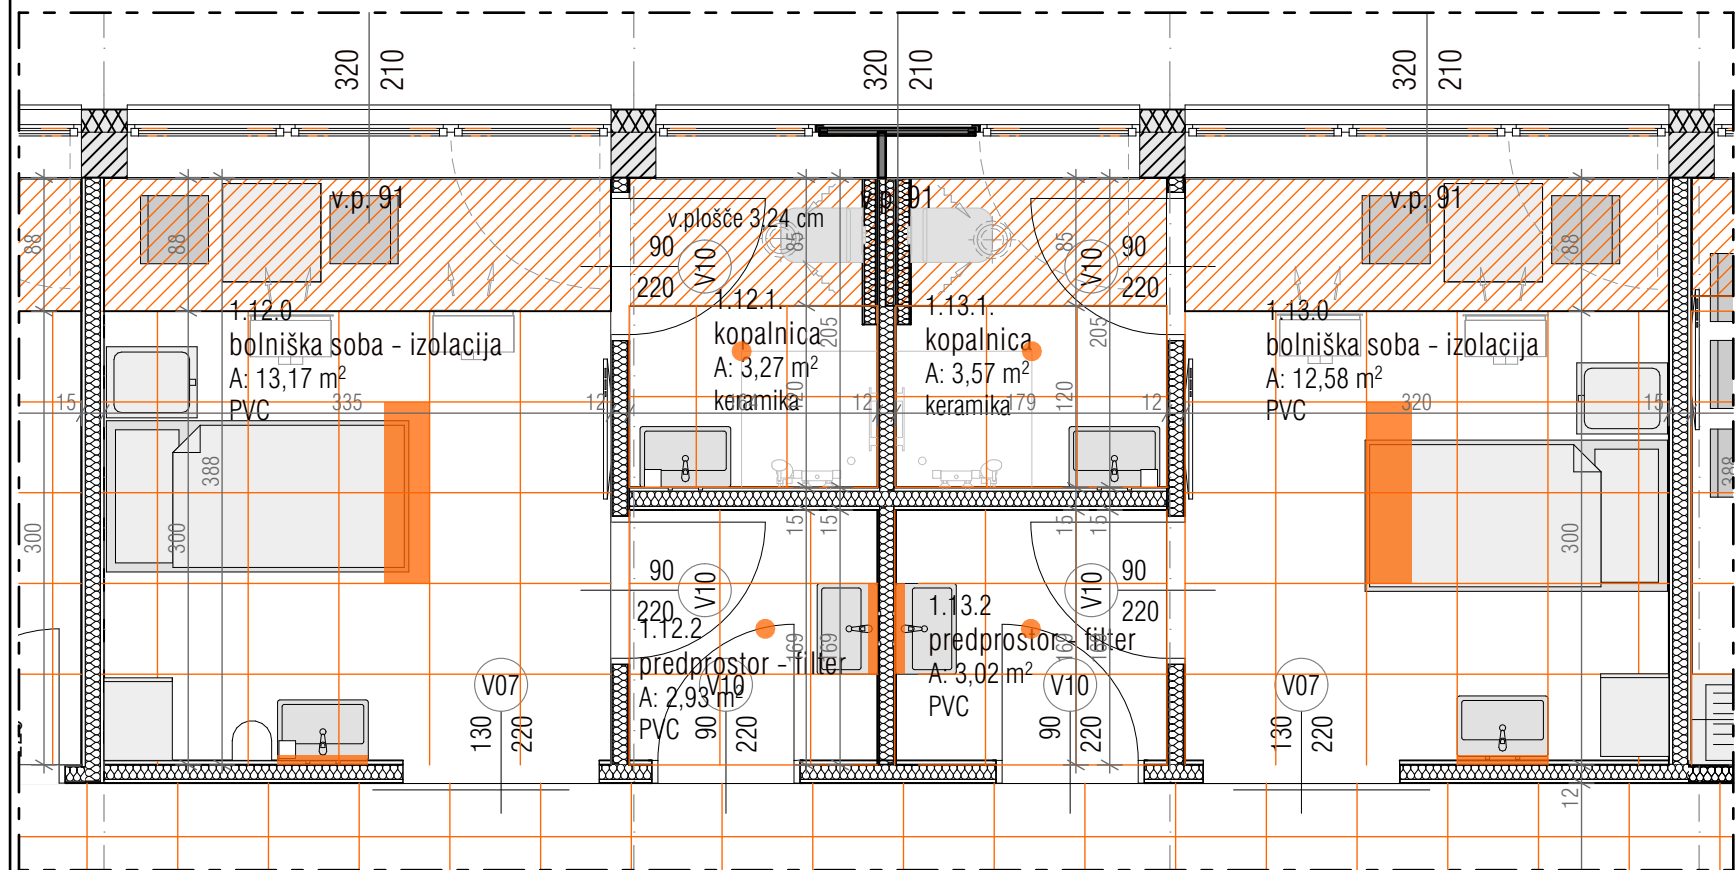 320
210
320
210
320
210
v.p. 91
v.p. 91
v.p. 91
v.plošče 3,24 cm
88
88
85
85
88
90
220
V10
90
220
V10
1.12.0
bolniška soba - izolacija
A: 13,17 m²
PVC
1.12.1.
kopalnica
A: 3,27 m²
keramika
1.13.1.
kopalnica
A: 3,57 m²
keramika
1.13.0
bolniška soba - izolacija
A: 12,58 m²
PVC
205
205
15
335
12
120
12
179
120
12
320
15
388
388
300
300
300
15
15
15
15
90
220
V10
90
220
V10
1.12.2
predprostor - filter
A: 2,93 m²
PVC
1.13.2
predprostor - filter
A: 3,02 m²
PVC
169
169
169
169
V07
130
220
V10
90
220
V10
90
220
V07
130
220
12